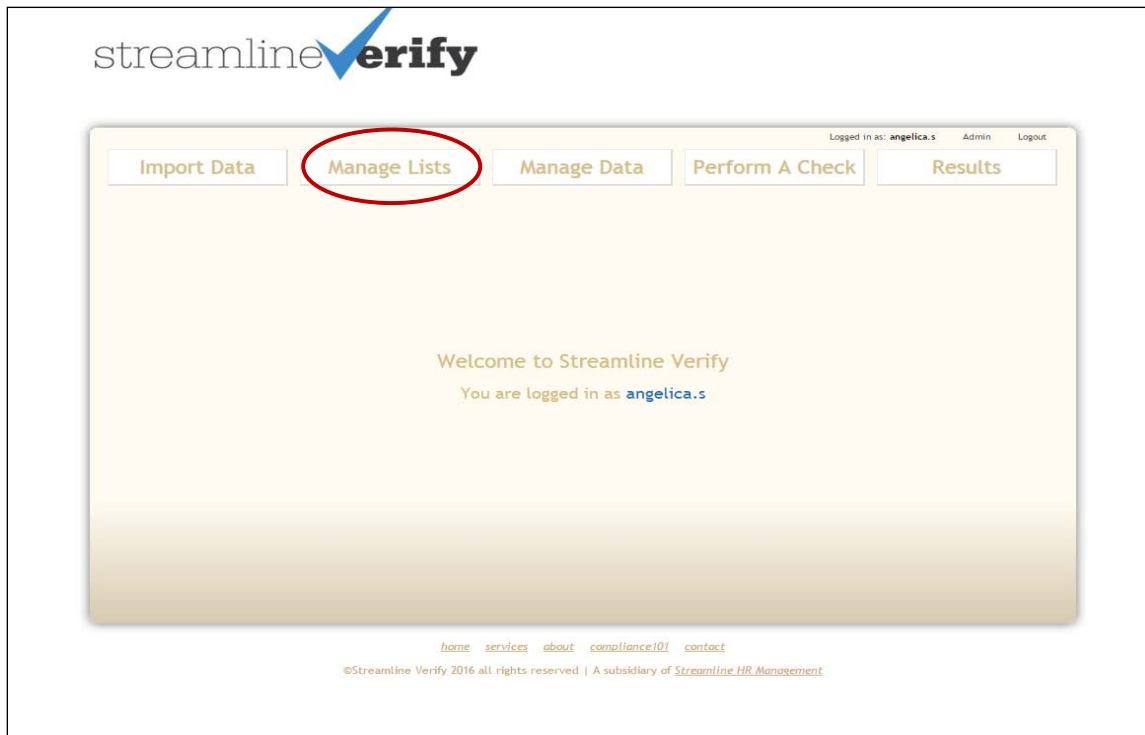 streamlineverify
Logged in as: angelica.s Admin Logout
Import Data Manage Lists Manage Data Perform A Check Results
Welcome to Streamline Verify
You are logged in as angelica.s
home services about compliance101 contact
©Streamline Verify 2016 all rights reserved | A subsidiary of Streamline HR Management